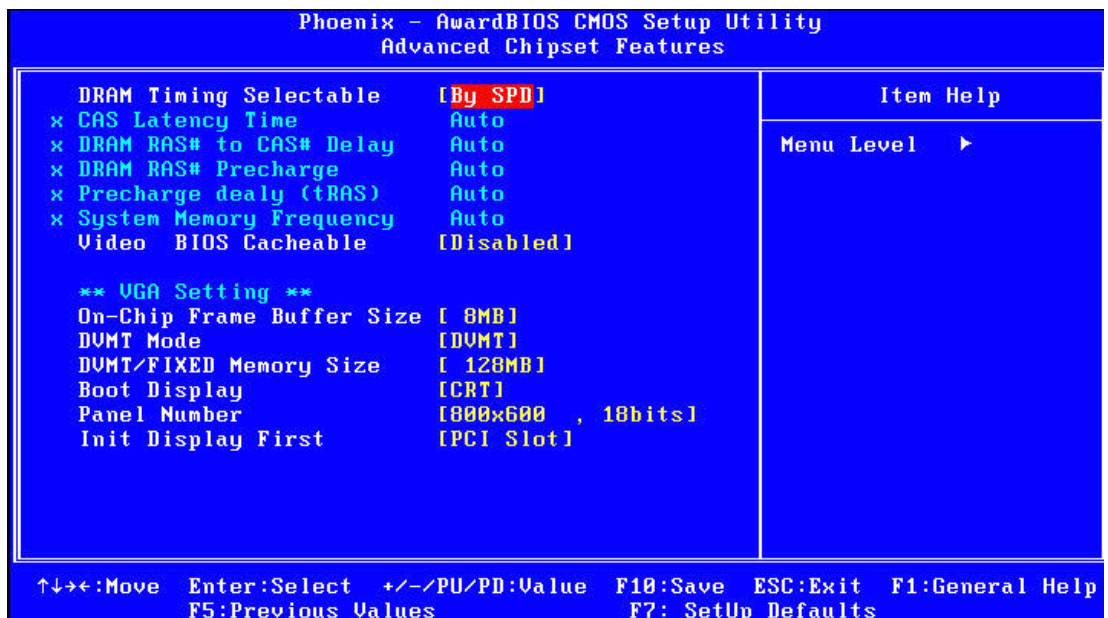 Phoenix - AwardBIOS CMOS Setup Utility
Advanced Chipset Features
DRAM Timing Selectable [By SPD]
x CAS Latency Time Auto
x DRAM RAS# to CAS# Delay Auto
x DRAM RAS# Precharge Auto
x Precharge dealy (tRAS) Auto
x System Memory Frequency Auto
Video BIOS Cacheable [Disabled]
** VGA Setting **
On-Chip Frame Buffer Size [ 8MB]
DVMT Mode [DVMT]
DVMT/FIXED Memory Size [ 128MB]
Boot Display [CRT]
Panel Number [800x600 , 18bits]
Init Display First [PCI Slot]
Item Help
Menu Level ►
↑↓→←:Move Enter:Select +/-/PU/PD:Value F10:Save ESC:Exit F1:General Help
F5:Previous Values F7: SetUp Defaults